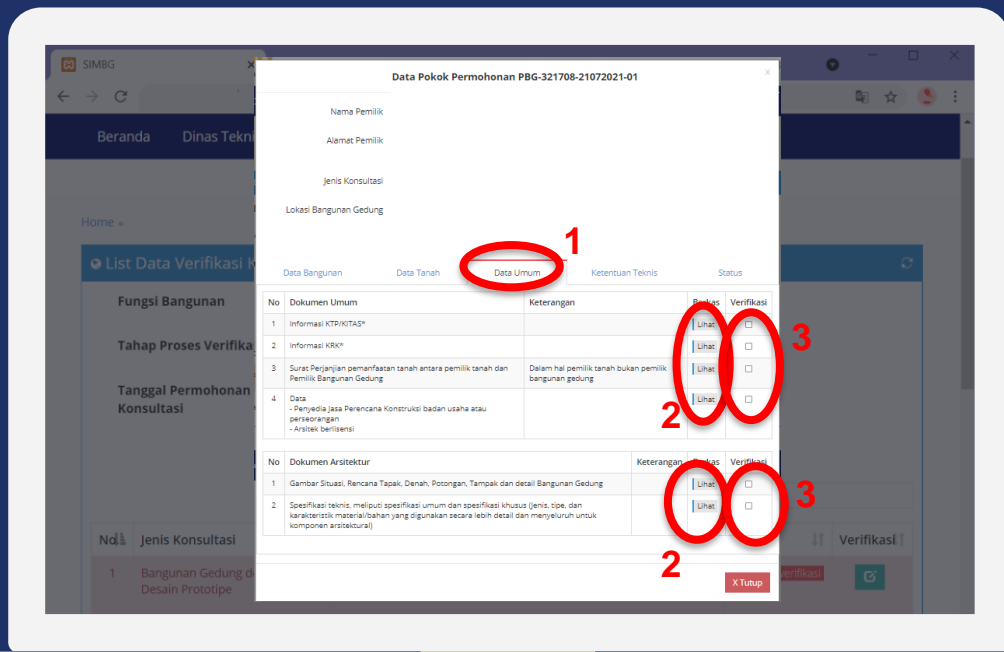 SIMBG
Data Pokok Permohonan PBG-321708-21072021-01
Beranda Dinas Tekni
Nama Pemilik
Alamat Pemilik
Jenis Konsultasi
Lokasi Bangunan Gedung
Home »
List Data Verifikasi K
1
Data Bangunan Data Tanah Data Umum Ketentuan Teknis Status
Fungsi Bangunan
Tahap Proses Verifika
Tanggal Permohonan
Konsultasi
No Dokumen Umum Keterangan Berkas Verifikasi
1 Informasi KTP/KITAS* Lihat
2 Informasi KRK* Lihat
3
3 Surat Perjanjian pemanfaatan tanah antara pemilik tanah dan Dalam hal pemilik tanah bukan pemilik Lihat
Pemilik Bangunan Gedung bangunan gedung
4 Data Lihat
- Penyedia Jasa Perencana Konstruksi badan usaha atau
perseorangan
- Arsitek berlisensi
2
No Dokumen Arsitektur Keterangan Berkas Verifikasi
1 Gambar Situasi, Rencana Tapak, Denah, Potongan, Tampak dan detail Bangunan Gedung Lihat
3
2 Spesifikasi teknis, meliputi spesifikasi umum dan spesifikasi khusus (jenis, tipe, dan Lihat
karakteristik material/bahan yang digunakan secara lebih detail dan menyeluruh untuk
komponen arsitektural)
2
X Tutup
No Jenis Konsultasi Verifikasi
1 Bangunan Gedung d
Desain Prototipe
verifikasi